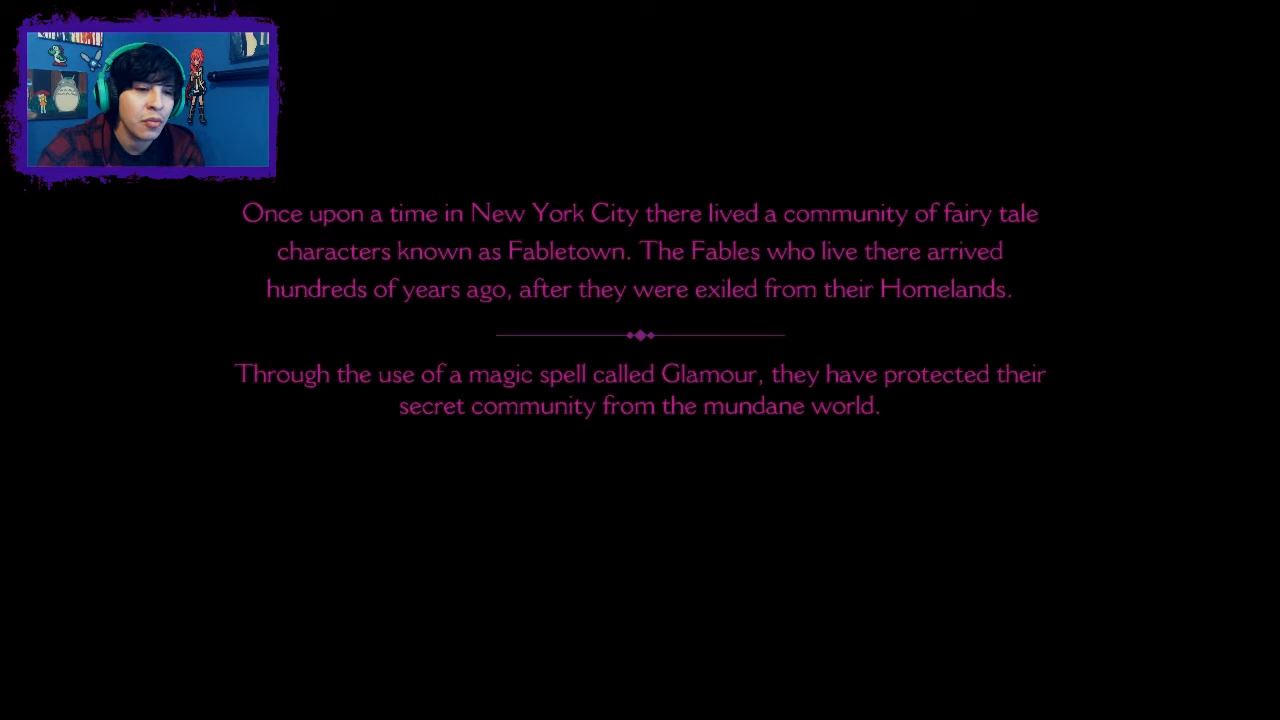 Once upon a time in New York City there lived a community of fairy tale
characters known as Fabletown. The Fables who live there arrived
hundreds of years ago, after they were exiled from their Homelands.
Through the use of a magic spell called Glamour, they have protected their
secret community from the mundane world.